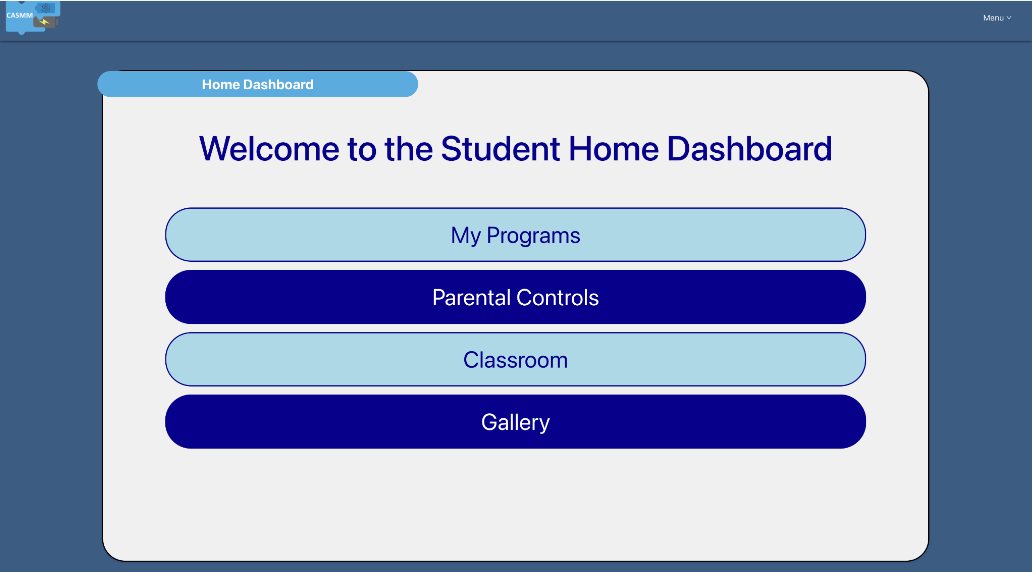 CASMM
Menu
Home Dashboard
Welcome to the Student Home Dashboard
My Programs
Parental Controls
Classroom
Gallery